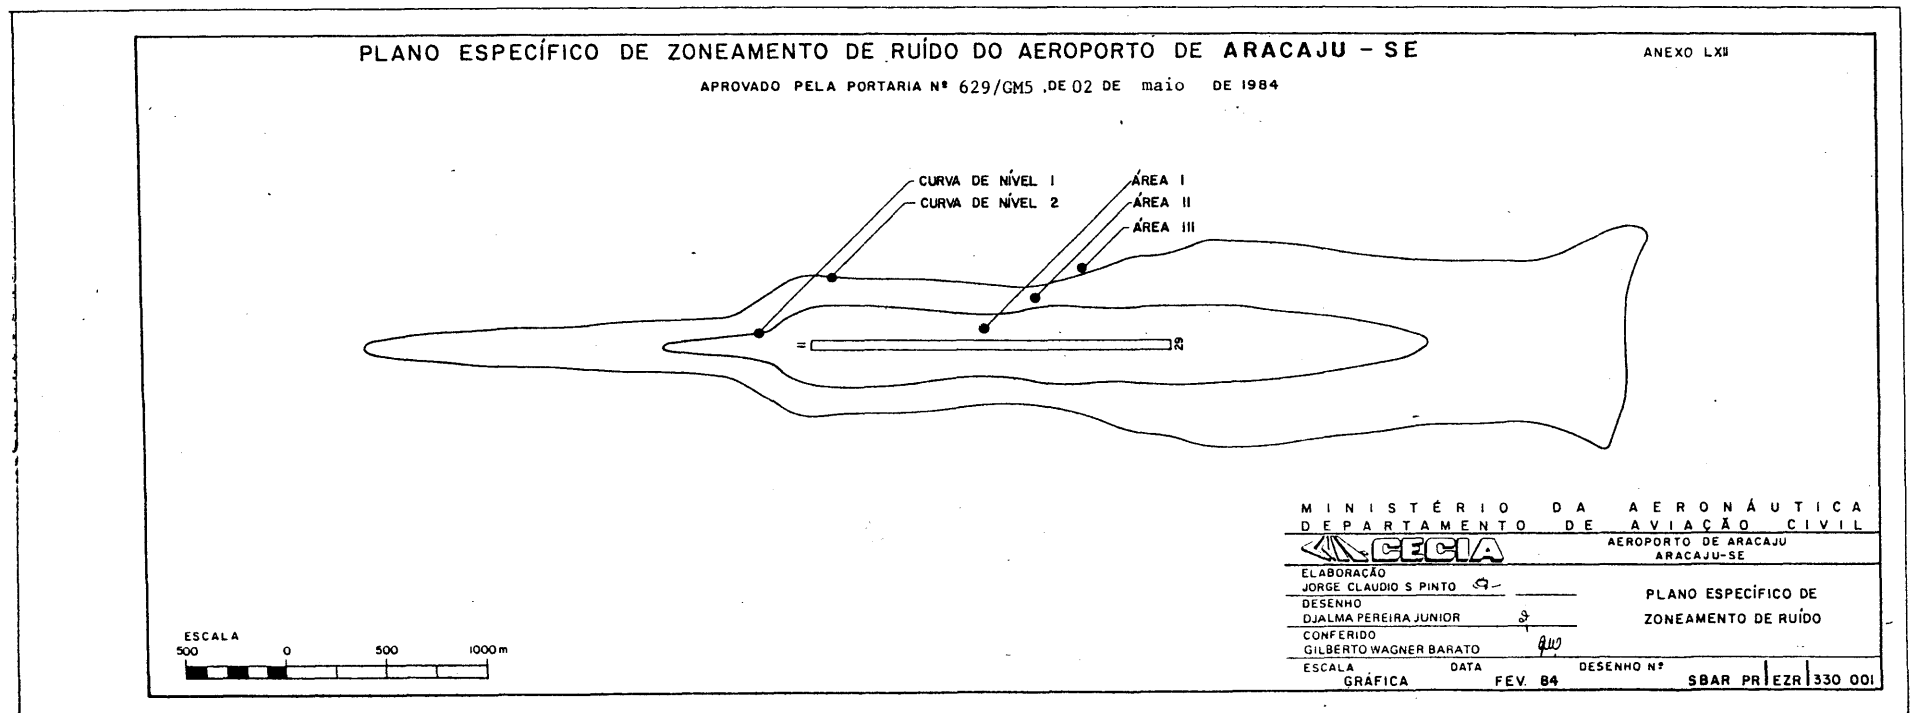 PLANO ESPECÍFICO DE ZONEAMENTO DE RUÍDO DO AEROPORTO DE ARACAJU - SE
ANEXO LXII
APROVADO PELA PORTARIA Nº 629/GM5 ,DE 02 DE maio DE 1984
CURVA DE NÍVEL 1
CURVA DE NÍVEL 2
ÁREA I
ÁREA II
ÁREA III
11
29
ESCALA
500 0 500 1000m
MINISTÉRIO DA AERONÁUTICA
DEPARTAMENTO DE AVIAÇÃO CIVIL
CECIA
AEROPORTO DE ARACAJU
ARACAJU-SE
ELABORAÇÃO
JORGE CLAUDIO S PINTO
DESENHO
DJALMA PEREIRA JUNIOR
CONFERIDO
GILBERTO WAGNER BARATO
PLANO ESPECÍFICO DE
ZONEAMENTO DE RUÍDO
ESCALA
GRÁFICA
DATA
FEV. 84
DESENHO Nº
SBAR PR EZR 330 001